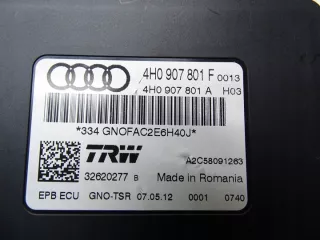 4H0 907 801 F 0013
4H0 907 801 A H03
*334 GNOFAC2E6H40J*
TRW
A2C58091263
32620277 B Made in Romania
EPB ECU GNO-TSR 07.05.12 0001 0740